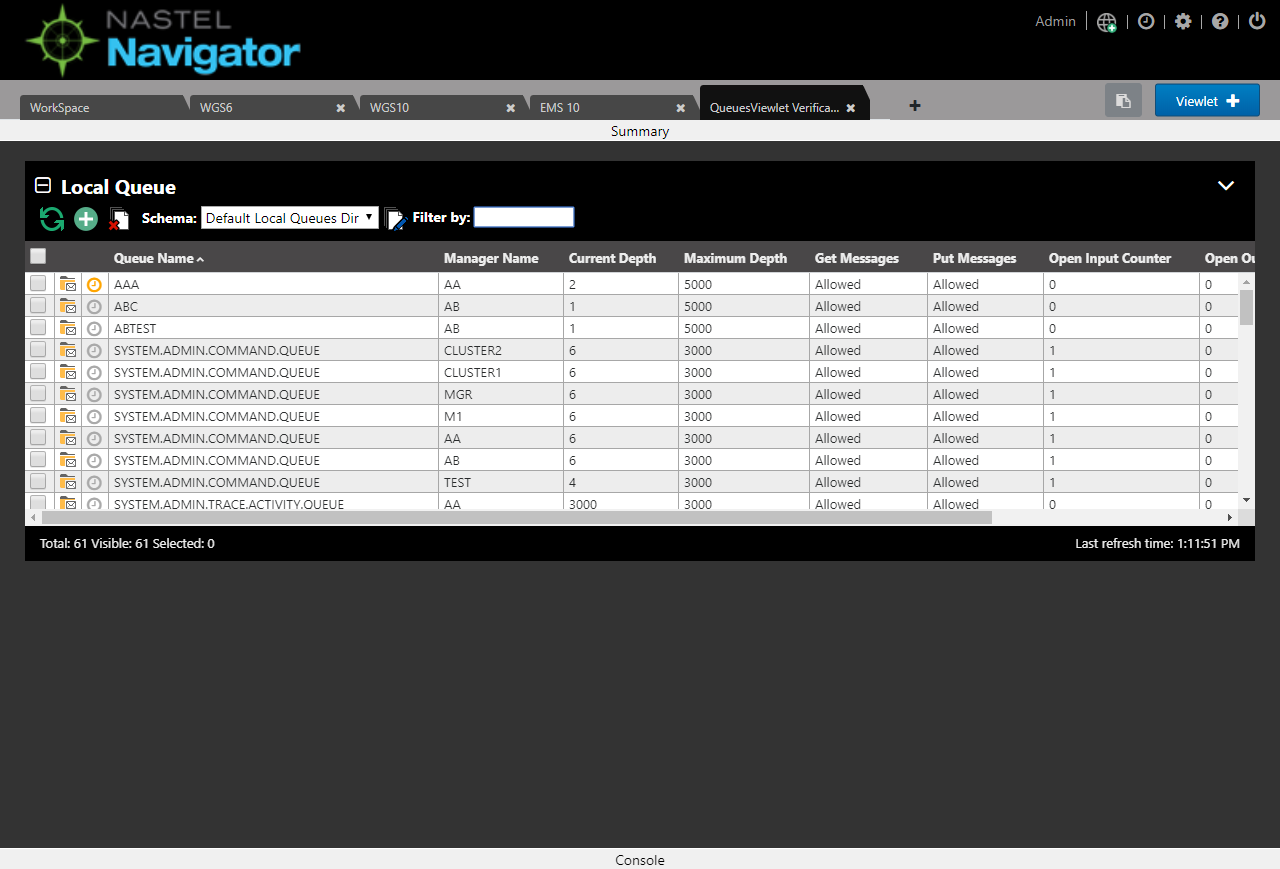 NASTEL
Navigator
Admin
WorkSpace
WGS6
WGS10
EMS 10
QueuesViewlet Verifica...
Viewlet
Summary
Local Queue
Schema: Default Local Queues Dir Filter by:
Queue Name Manager Name Current Depth Maximum Depth Get Messages Put Messages Open Input Counter Open Ou
AAA AA 2 5000 Allowed Allowed 0 0
ABC AB 1 5000 Allowed Allowed 0 0
ABTEST AB 1 5000 Allowed Allowed 0 0
SYSTEM.ADMIN.COMMAND.QUEUE CLUSTER2 6 3000 Allowed Allowed 1 0
SYSTEM.ADMIN.COMMAND.QUEUE CLUSTER1 6 3000 Allowed Allowed 1 0
SYSTEM.ADMIN.COMMAND.QUEUE MGR 6 3000 Allowed Allowed 1 0
SYSTEM.ADMIN.COMMAND.QUEUE M1 6 3000 Allowed Allowed 1 0
SYSTEM.ADMIN.COMMAND.QUEUE AA 6 3000 Allowed Allowed 1 0
SYSTEM.ADMIN.COMMAND.QUEUE AB 6 3000 Allowed Allowed 1 0
SYSTEM.ADMIN.COMMAND.QUEUE TEST 4 3000 Allowed Allowed 1 0
SYSTEM.ADMIN.TRACE.ACTIVITY.QUEUE AA 3000 3000 Allowed Allowed 0 0
Total: 61 Visible: 61 Selected: 0
Last refresh time: 1:11:51 PM
Console